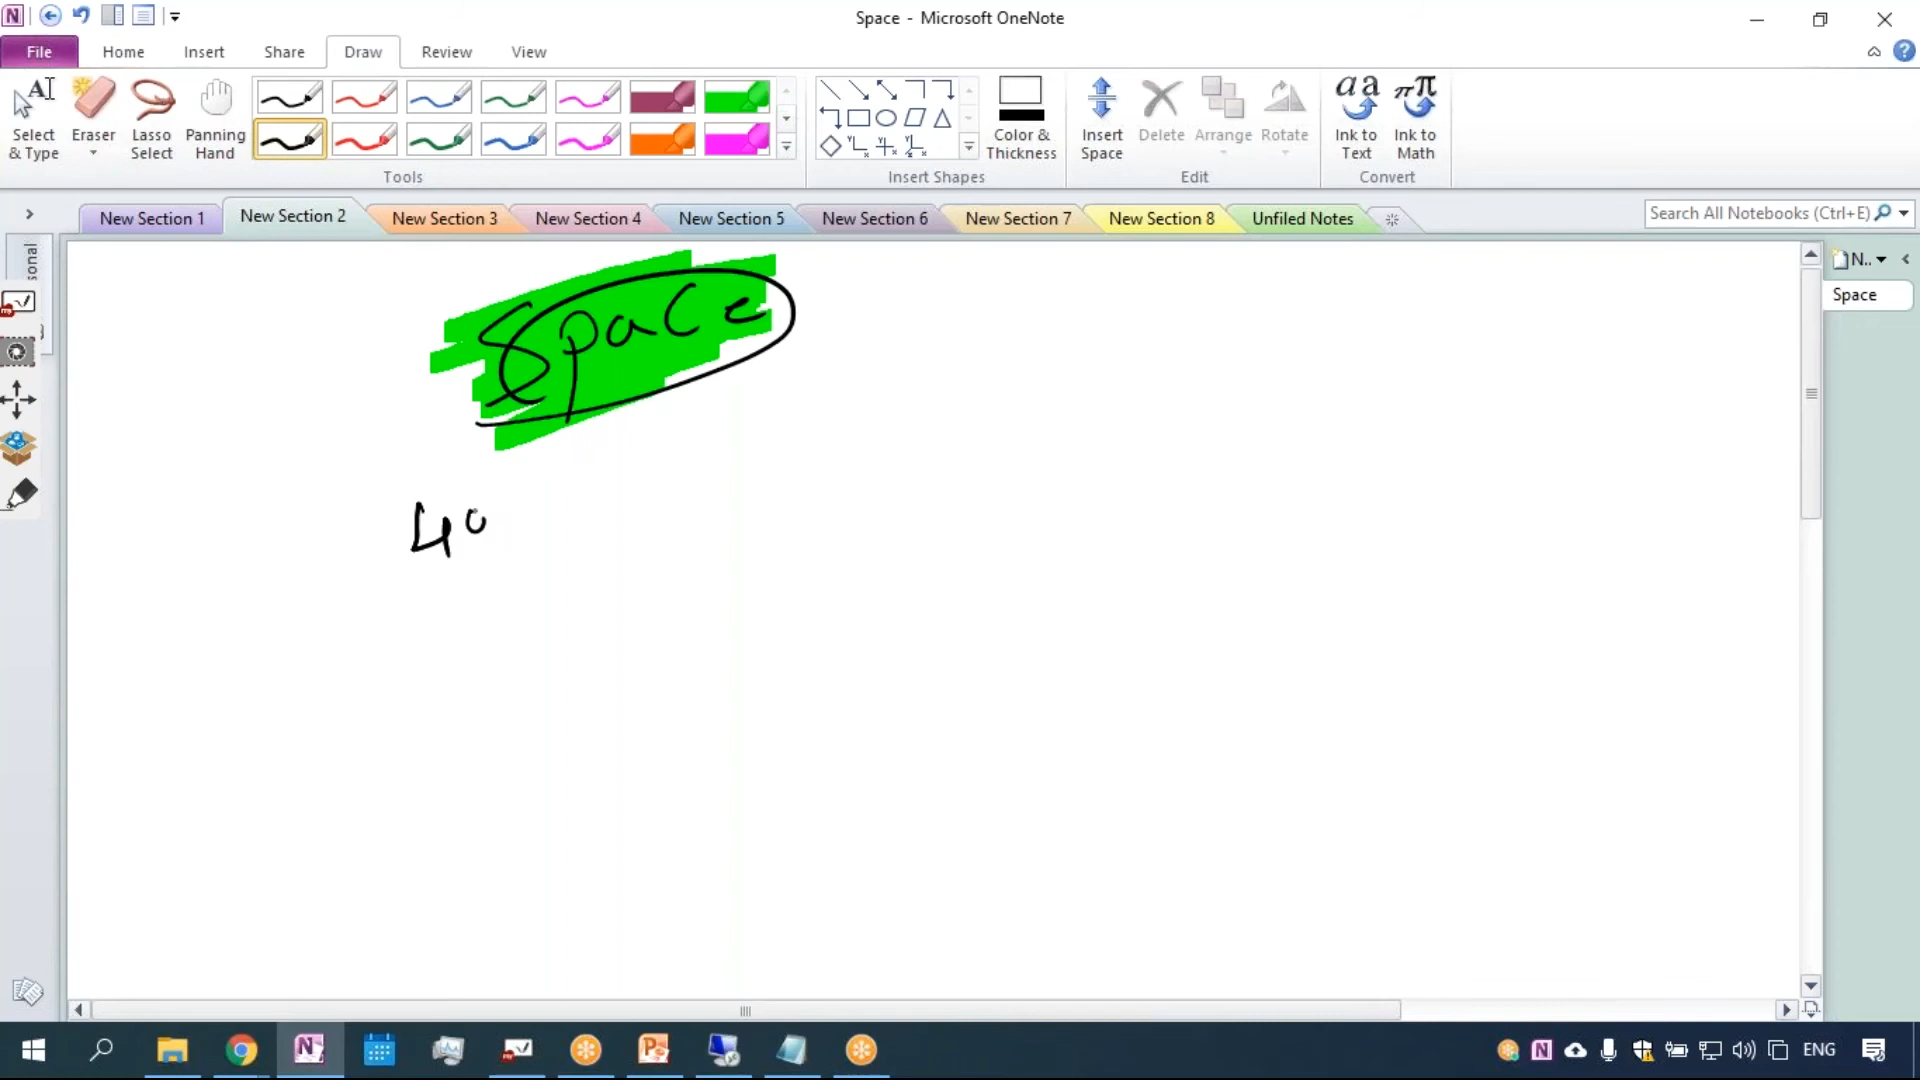 Space - Microsoft OneNote
File Home Insert Share Draw Review View
Select & Type
Eraser
Lasso Select
Panning Hand
Color & Thickness
Insert Space
Delete
Arrange
Rotate
Ink to Text
Ink to Math
Tools
Insert Shapes
Edit
Convert
New Section 1 New Section 2 New Section 3 New Section 4 New Section 5 New Section 6 New Section 7 New Section 8 Unfiled Notes
Search All Notebooks (Ctrl+E)
N..
Space
sonal
Space
ENG